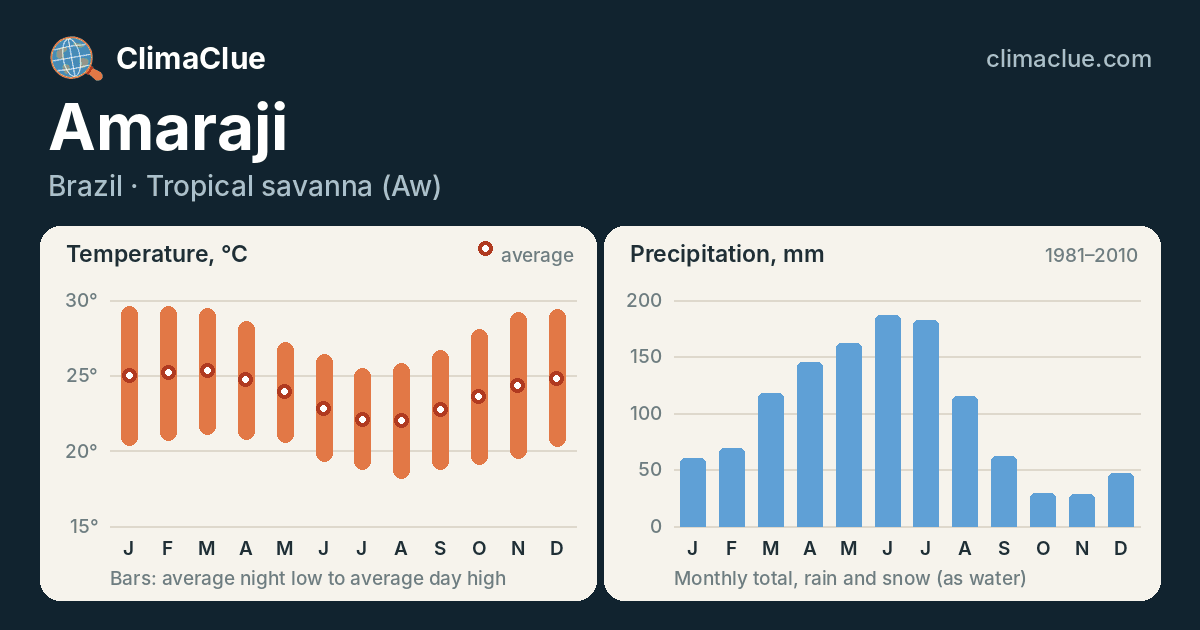 ClimaClue
climaclue.com
Amaraji
Brazil · Tropical savanna (Aw)
Temperature, °C
average
30°
25°
20°
15°
J F M A M J J A S O N D
Bars: average night low to average day high
Precipitation, mm
1981–2010
200
150
100
50
0
J F M A M J J A S O N D
Monthly total, rain and snow (as water)